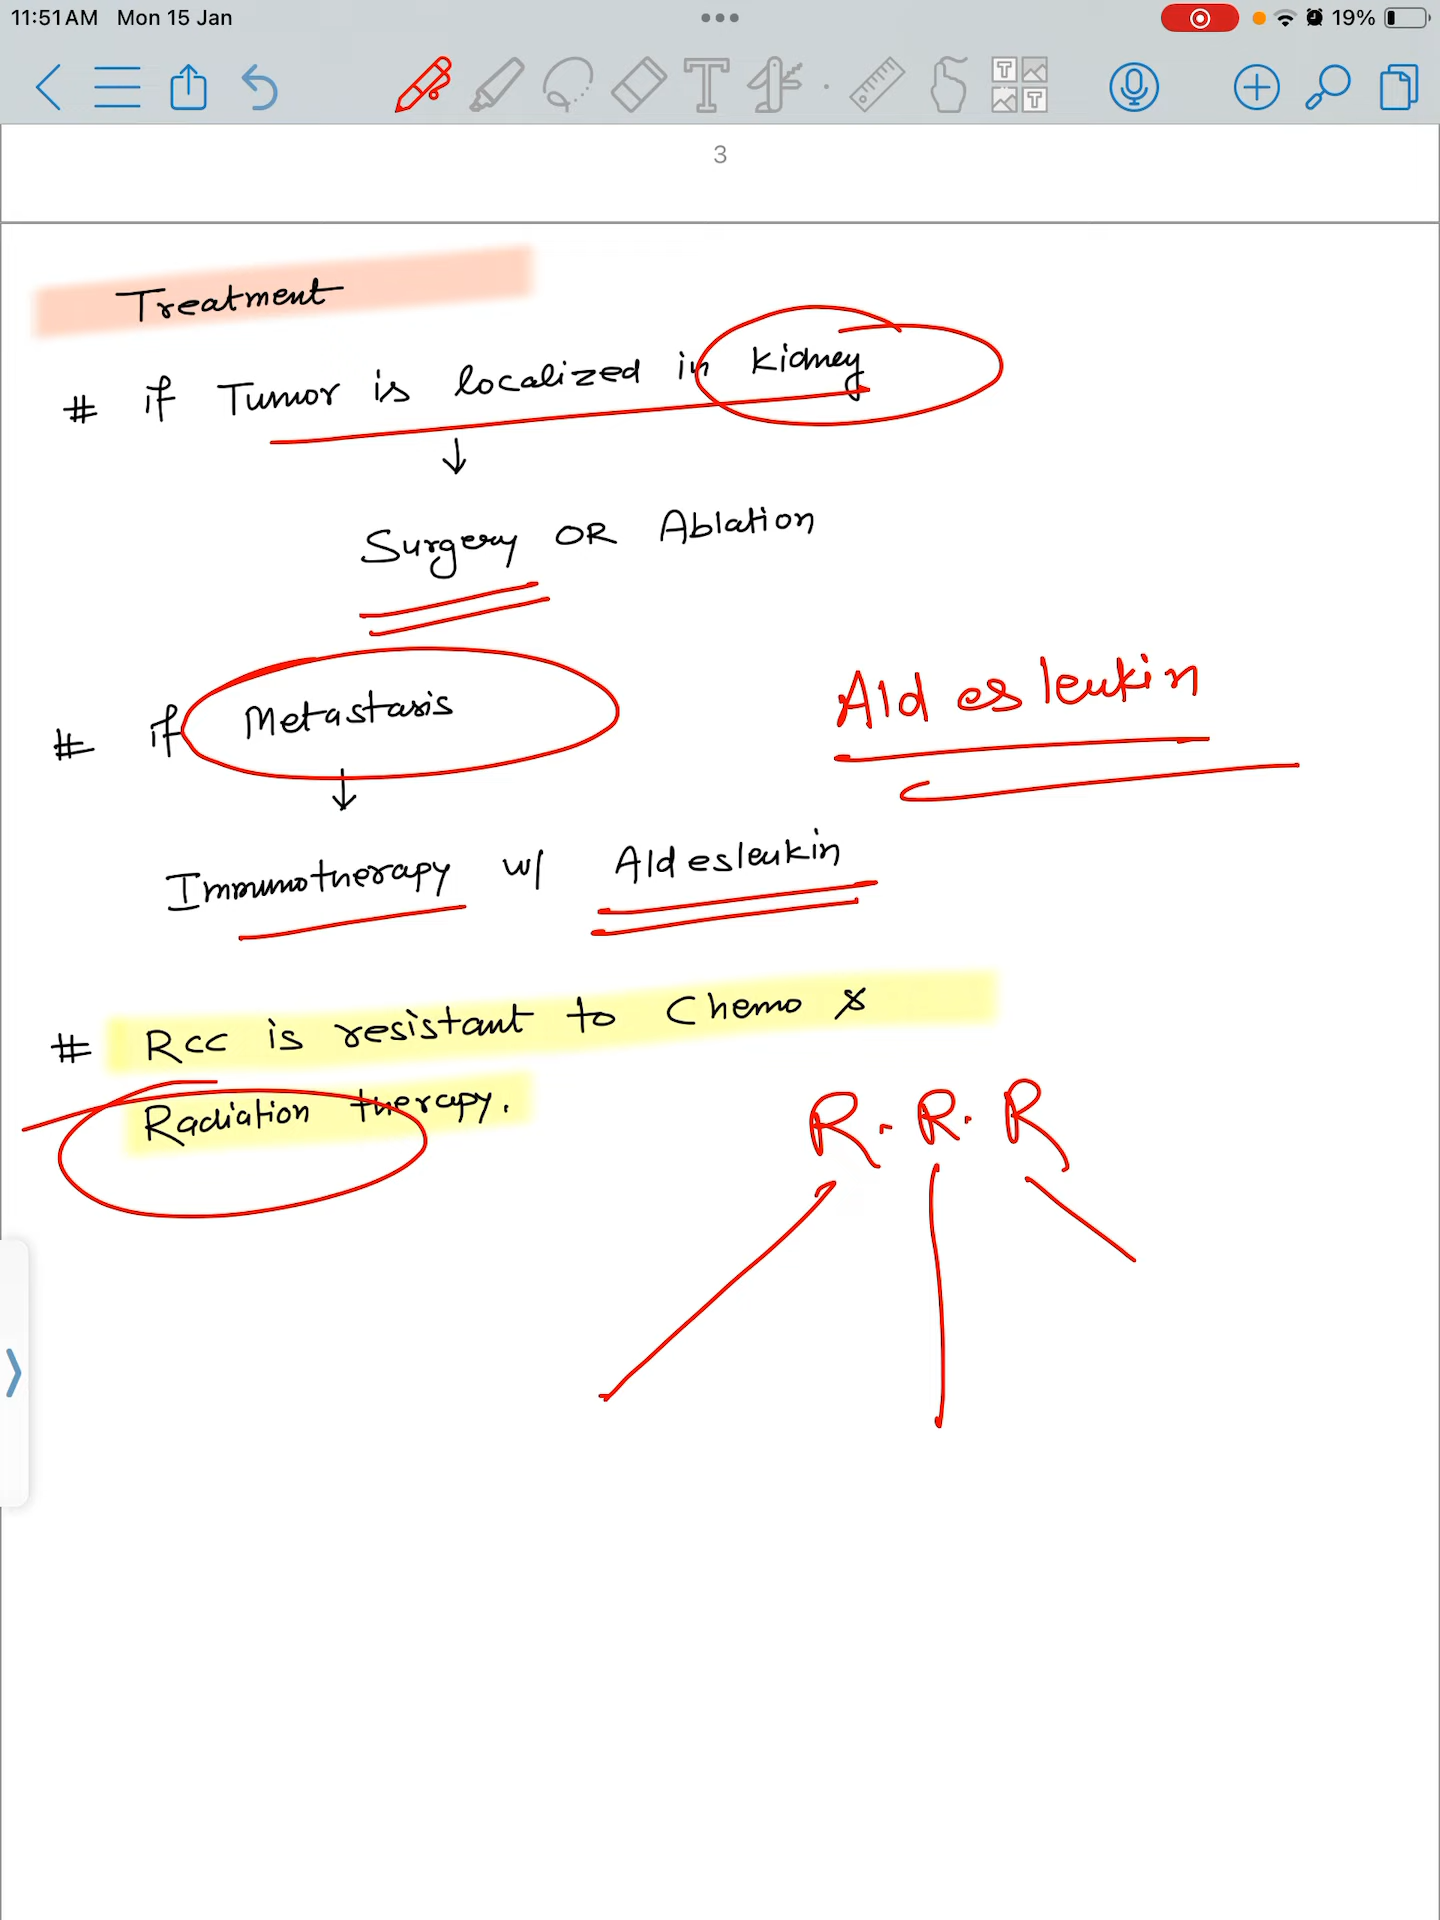 11:51 AM Mon 15 Jan
19%
3
Treatment
# if Tumor is localized in kidney
↓
Surgery OR Ablation
# if Metastasis
Aldesleukin
↓
Immunotherapy w/ Aldesleukin
# RCC is resistant to Chemo &
Radiation therapy.
R. R. R